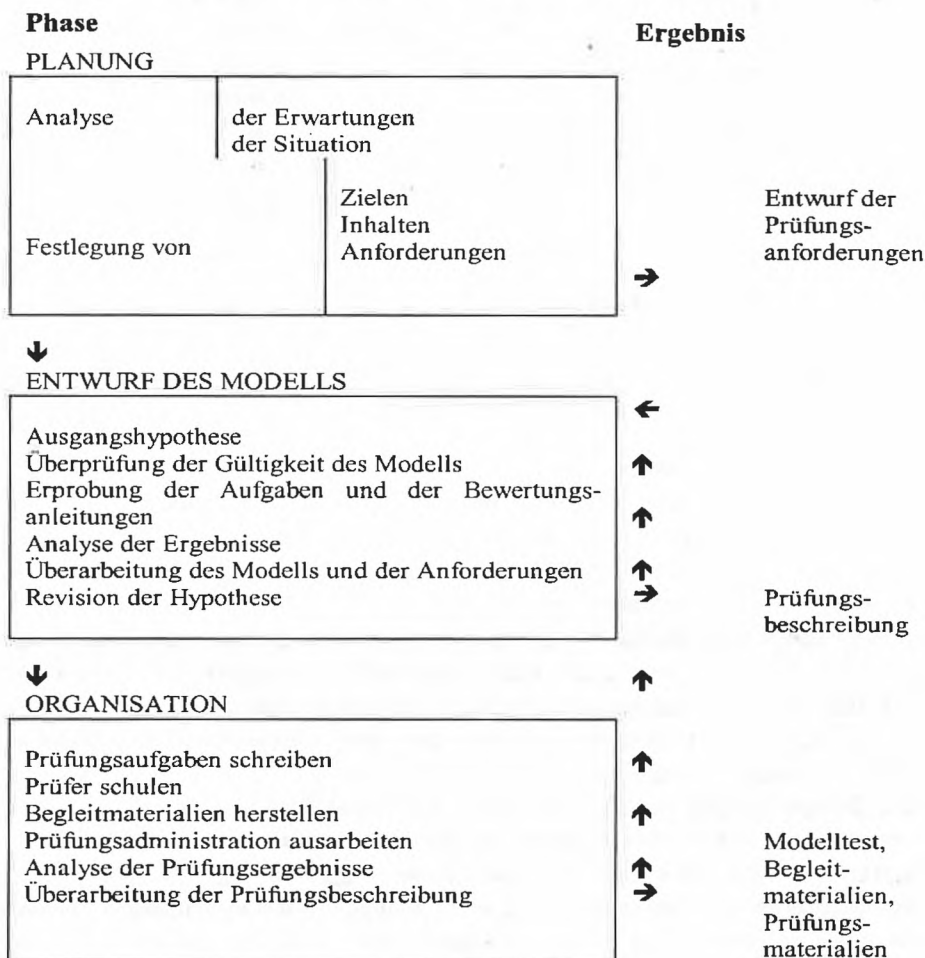 Phase
Ergebnis
PLANUNG
Analyse
der Erwartungen
der Situation
Festlegung von
Zielen
Inhalten
Anforderungen
Entwurf der
Prüfungs-
anforderungen
ENTWURF DES MODELLS
Ausgangshypothese
Überprüfung der Gültigkeit des Modells
Erprobung der Aufgaben und der Bewertungs-
anleitungen
Analyse der Ergebnisse
Überarbeitung des Modells und der Anforderungen
Revision der Hypothese
Prüfungs-
beschreibung
ORGANISATION
Prüfungsaufgaben schreiben
Prüfer schulen
Begleitmaterialien herstellen
Prüfungsadministration ausarbeiten
Analyse der Prüfungsergebnisse
Überarbeitung der Prüfungsbeschreibung
Modelltest,
Begleit-
materialien,
Prüfungs-
materialien